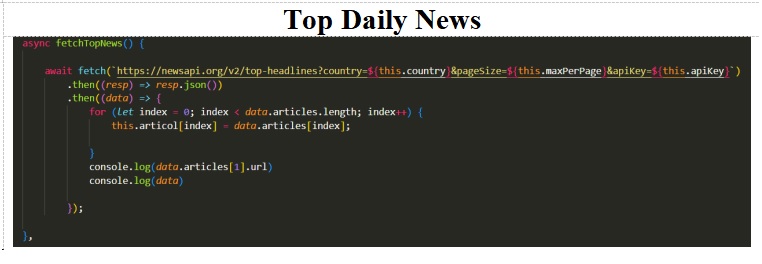 Top Daily News
async fetchTopNews() {
await fetch(`https://newsapi.org/v2/top-headlines?country=${this.country}&pageSize=${this.maxPerPage}&apiKey=${this.apiKey}`)
.then((resp) => resp.json())
.then((data) => {
for (let index = 0; index < data.articles.length; index++) {
this.articol[index] = data.articles[index];
}
console.log(data.articles[1].url)
console.log(data)
});
},